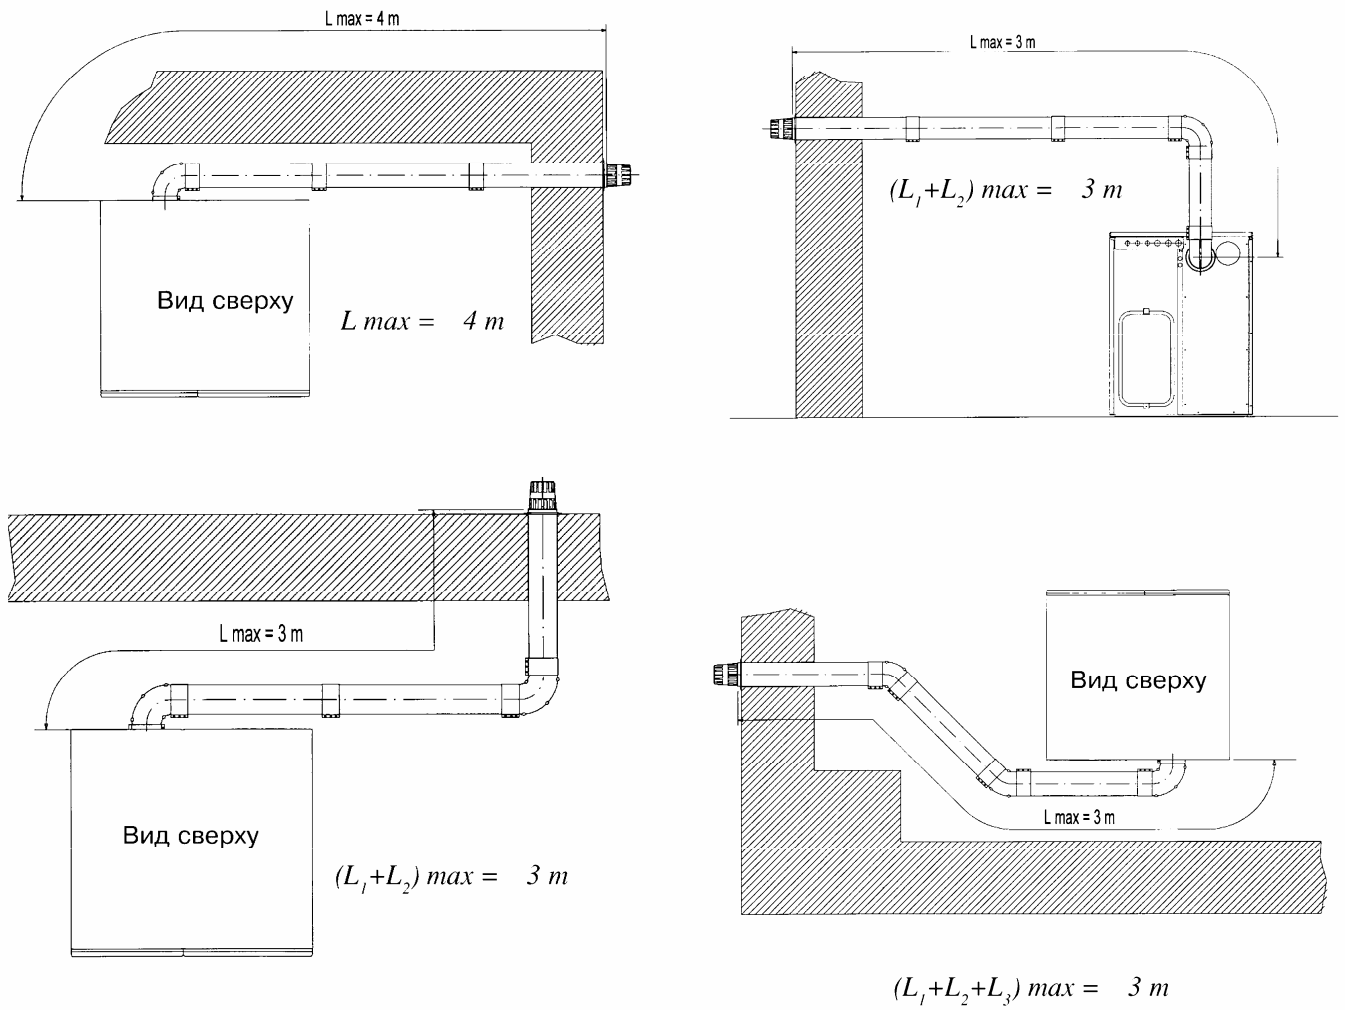 L max = 4 m
Вид сверху
L max = 4 m
L max = 3 m
(L1+L2) max = 3 m
L max = 3 m
Вид сверху
(L1+L2) max = 3 m
Вид сверху
L max = 3 m
(L1+L2+L3) max = 3 m